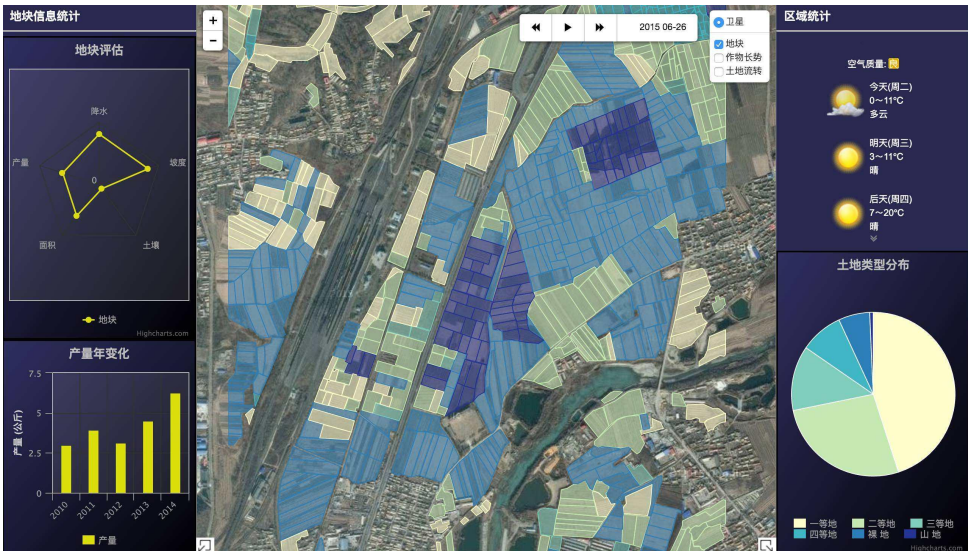 地块信息统计
地块评估
降水
产量
坡度
0
面积
土壤
地块
Highcharts.com
产量年变化
7.5
5
2.5
0
产量 (公斤)
2010
2011
2012
2013
2014
产量
+
−
2015 06-26
卫星
地块
作物长势
土地流转
区域统计
空气质量: 良
今天(周二)
0～11℃
多云
明天(周三)
3～11℃
晴
后天(周四)
7～20℃
晴
土地类型分布
一等地 二等地 三等地
四等地 裸 地 山 地
Highcharts.com